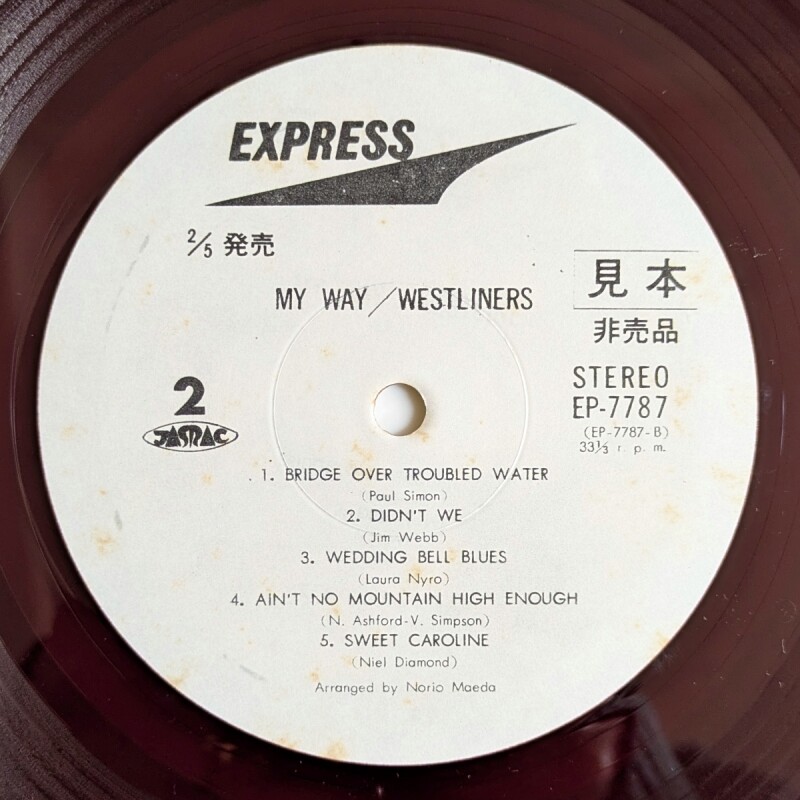 EXPRESS
2/5 発売
見本
MY WAY/WESTLINERS
非売品
STEREO
2
EP-7787
JASRAC
(EP-7787-B)
33⅓ r. p. m.
1. BRIDGE OVER TROUBLED WATER
(Paul Simon)
2. DIDN'T WE
(Jim Webb)
3. WEDDING BELL BLUES
(Laura Nyro)
4. AIN'T NO MOUNTAIN HIGH ENOUGH
(N. Ashford-V. Simpson)
5. SWEET CAROLINE
(Niel Diamond)
Arranged by Norio Maeda